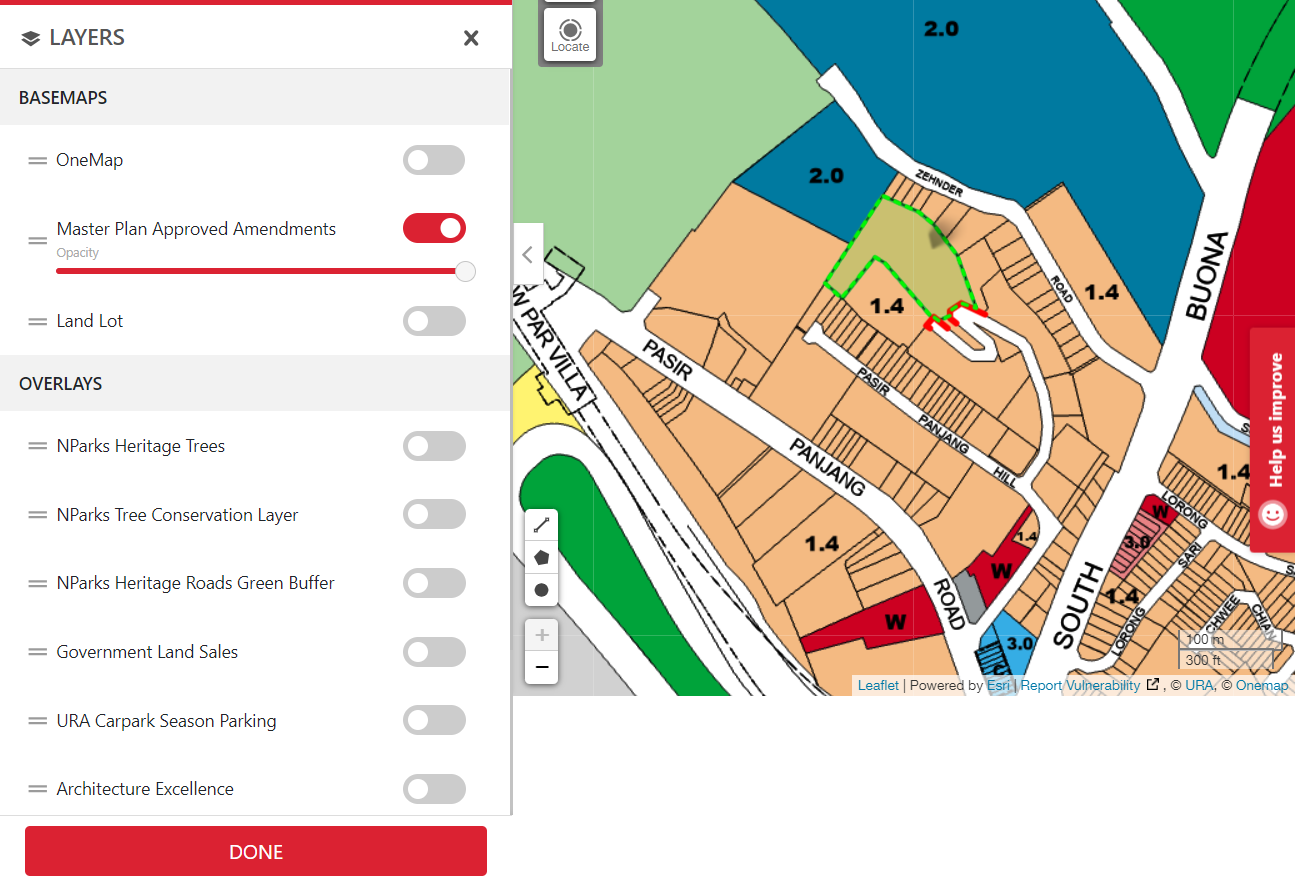 LAYERS
BASEMAPS
OneMap
Master Plan Approved Amendments
Opacity
Land Lot
OVERLAYS
NParks Heritage Trees
NParks Tree Conservation Layer
NParks Heritage Roads Green Buffer
Government Land Sales
URA Carpark Season Parking
Architecture Excellence
DONE
Locate
2.0
2.0
ZEHNDER
ROAD
1.4
1.4
BUONA
W PAR VILLA
PASIR
PANJANG
ROAD
PASIR
PANJANG
HILL
1.4
1.4
W
W
3.0
SOUTH
1.4
W
3.0
1.4
LORONG
SARI
LORONG
CHWEE
CHIAN
Help us improve
+
−
100 m
300 ft
Leaflet | Powered by Esri | Report Vulnerability , © URA, © Onemap